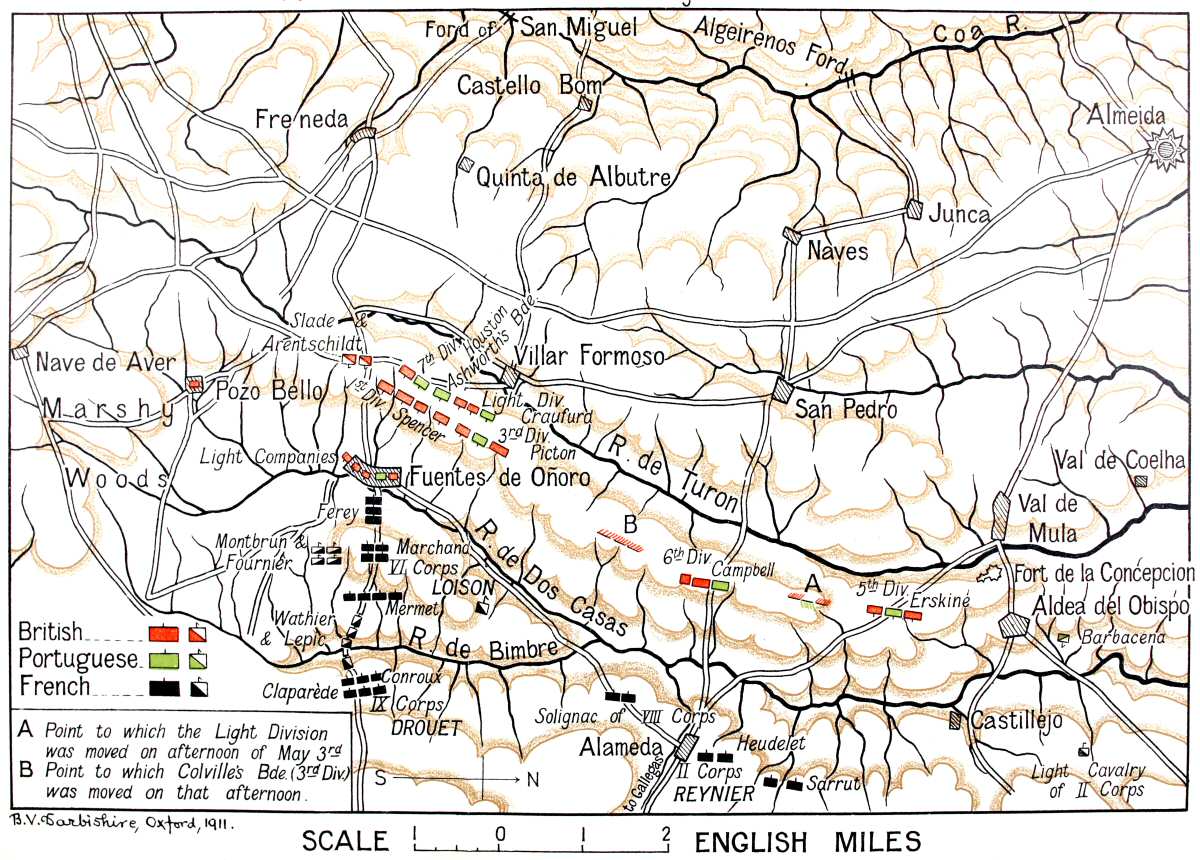 Ford of
San Miguel
Algeirenos Ford
Coa R.
Castello Bom
Freneda
Almeida
Quinta de Albutre
Junca
Naves
Slade &
Arentschildt
7th Div. Houston
Ashworth's Bde.
Nave de Aver
Pozo Bello
Villar Formoso
1st Div. Spencer
Light Div.
Craufurd
San Pedro
Marshy
Woods
3rd Div.
Picton
Light Companies
Fuentes de Oñoro
R. de Turon
Val de Coelha
Val de
Mula
Ferey
B
Montbrun &
Fournier
Marchand
VI Corps
LOISON
R. de Dos Casas
6th Div.
Campbell
A
5th Div.
Erskine
Fort de la Concepcion
Aldea del Obispo
Barbacena
Mermet
Wathier
& Lepic
R. de Bimbre
British
Portuguese
French
Conroux
Claparède
IX Corps
DROUET
Solignac of VIII Corps
Alameda
to Gallegas
Heudelet
II Corps
REYNIER
Sarrut
Castillejo
Light Cavalry
of II Corps
A Point to which the Light Division
was moved on afternoon of May 3rd
B Point to which Colville's Bde. (3rd Div.)
was moved on that afternoon.
S N
B.V. Darbishire, Oxford, 1911.
SCALE 1 0 1 2 ENGLISH MILES